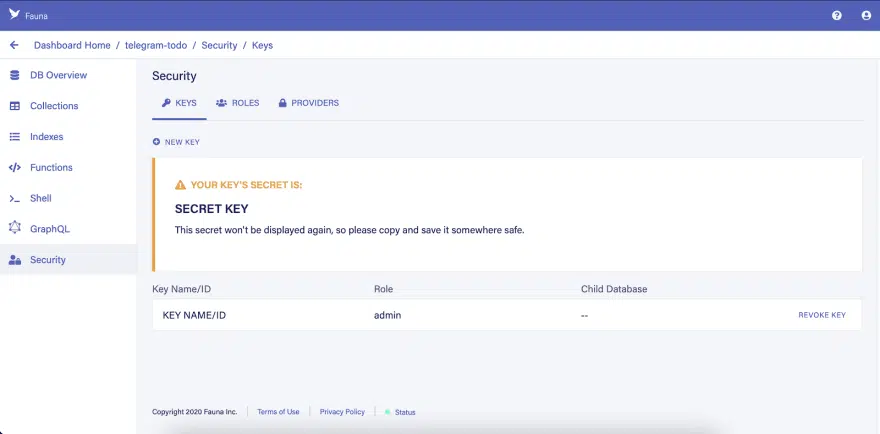 Fauna
Dashboard Home / telegram-todo / Security / Keys
DB Overview
Collections
Indexes
Functions
Shell
GraphQL
Security
Security
KEYS ROLES PROVIDERS
NEW KEY
YOUR KEY'S SECRET IS:
SECRET KEY
This secret won't be displayed again, so please copy and save it somewhere safe.
Key Name/ID Role Child Database
KEY NAME/ID admin -- REVOKE KEY
Copyright 2020 Fauna Inc. Terms of Use Privacy Policy Status